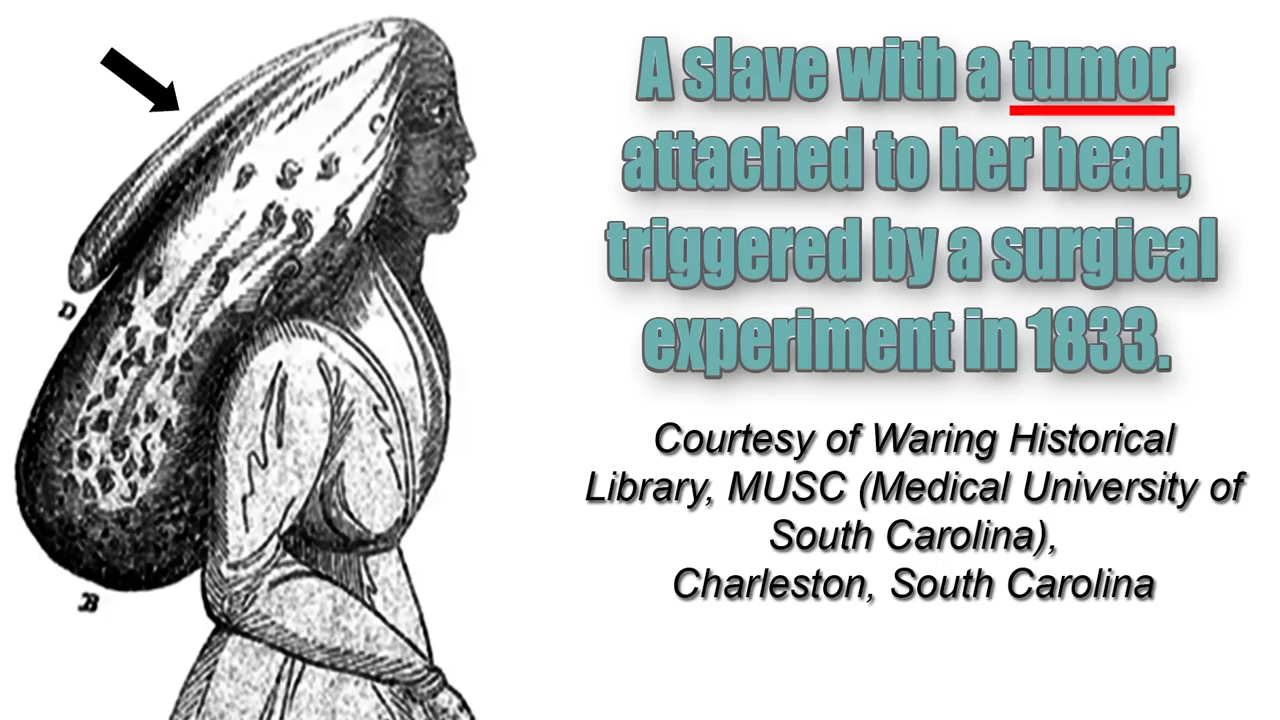 A
C
D
B
A slave with a tumor
attached to her head,
triggered by a surgical
experiment in 1833.
Courtesy of Waring Historical
Library, MUSC (Medical University of
South Carolina),
Charleston, South Carolina